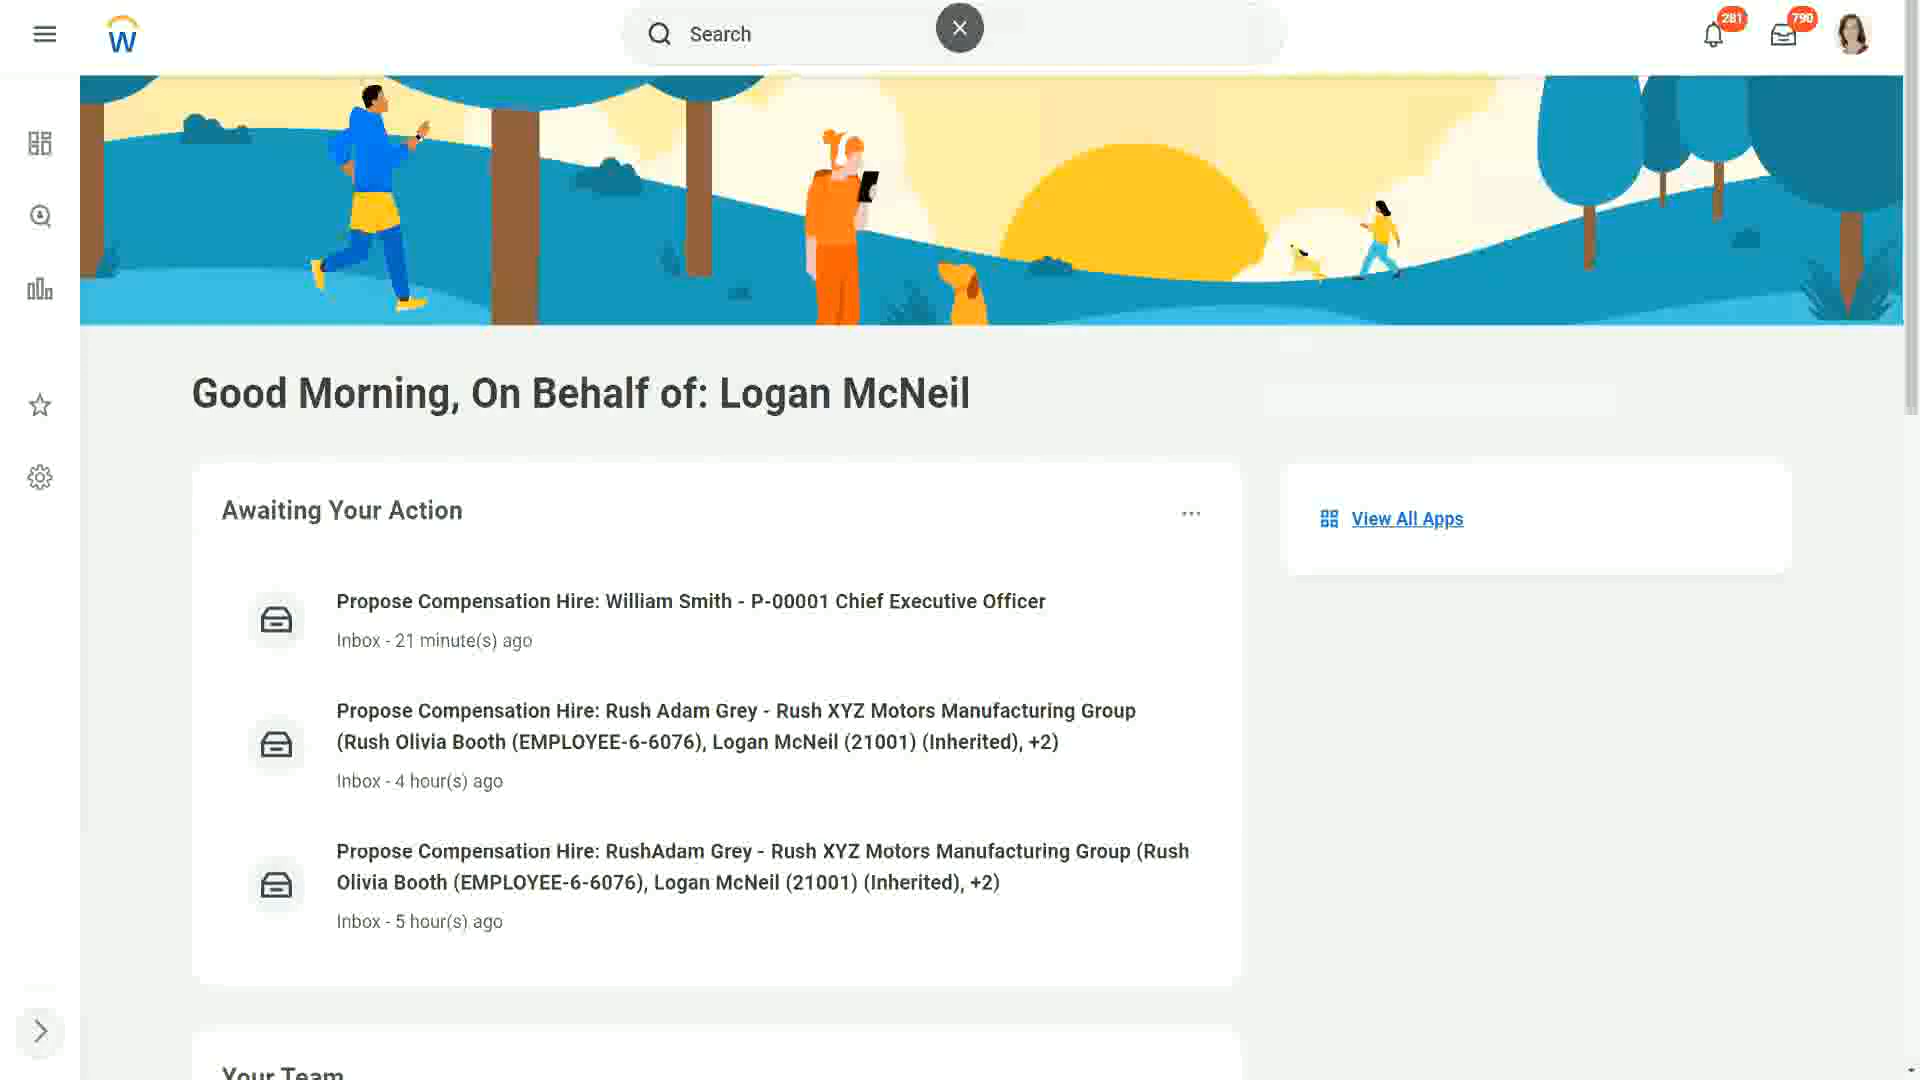 W
Search
281
790
Good Morning, On Behalf of: Logan McNeil
Awaiting Your Action
View All Apps
Propose Compensation Hire: William Smith - P-00001 Chief Executive Officer
Inbox - 21 minute(s) ago
Propose Compensation Hire: Rush Adam Grey - Rush XYZ Motors Manufacturing Group
(Rush Olivia Booth (EMPLOYEE-6-6076), Logan McNeil (21001) (Inherited), +2)
Inbox - 4 hour(s) ago
Propose Compensation Hire: RushAdam Grey - Rush XYZ Motors Manufacturing Group (Rush
Olivia Booth (EMPLOYEE-6-6076), Logan McNeil (21001) (Inherited), +2)
Inbox - 5 hour(s) ago
Your Team